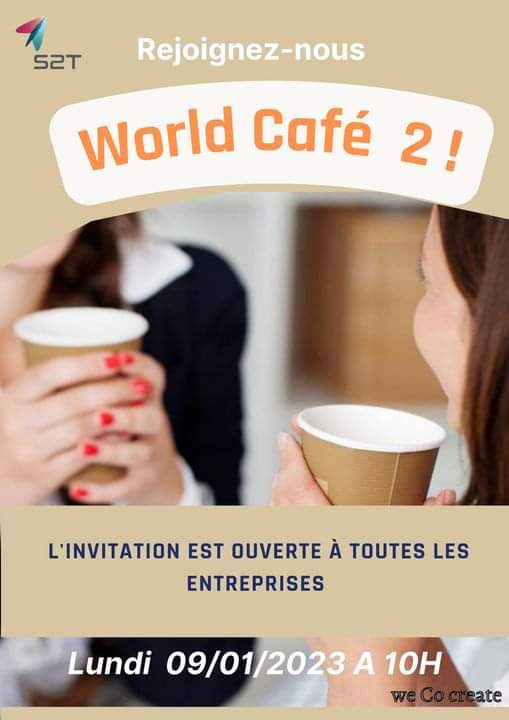 S2T
Rejoignez-nous
World Café 2 !
L'INVITATION EST OUVERTE À TOUTES LES
ENTREPRISES
Lundi 09/01/2023 A 10H
we Co create